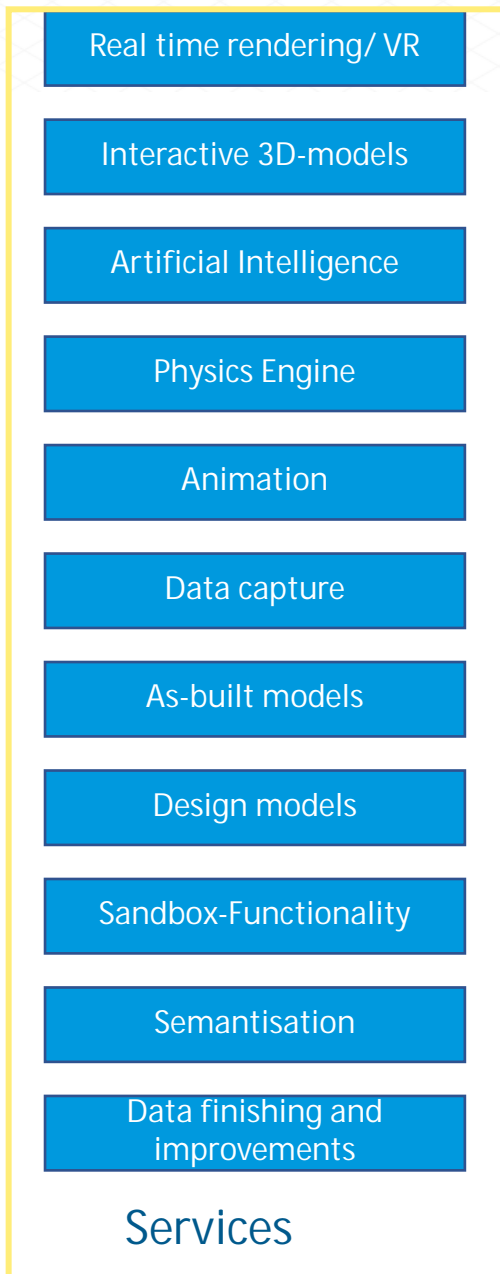 Real time rendering/ VR
Interactive 3D-models
Artificial Intelligence
Physics Engine
Animation
Data capture
As-built models
Design models
Sandbox-Functionality
Semantisation
Data finishing and
improvements
Services